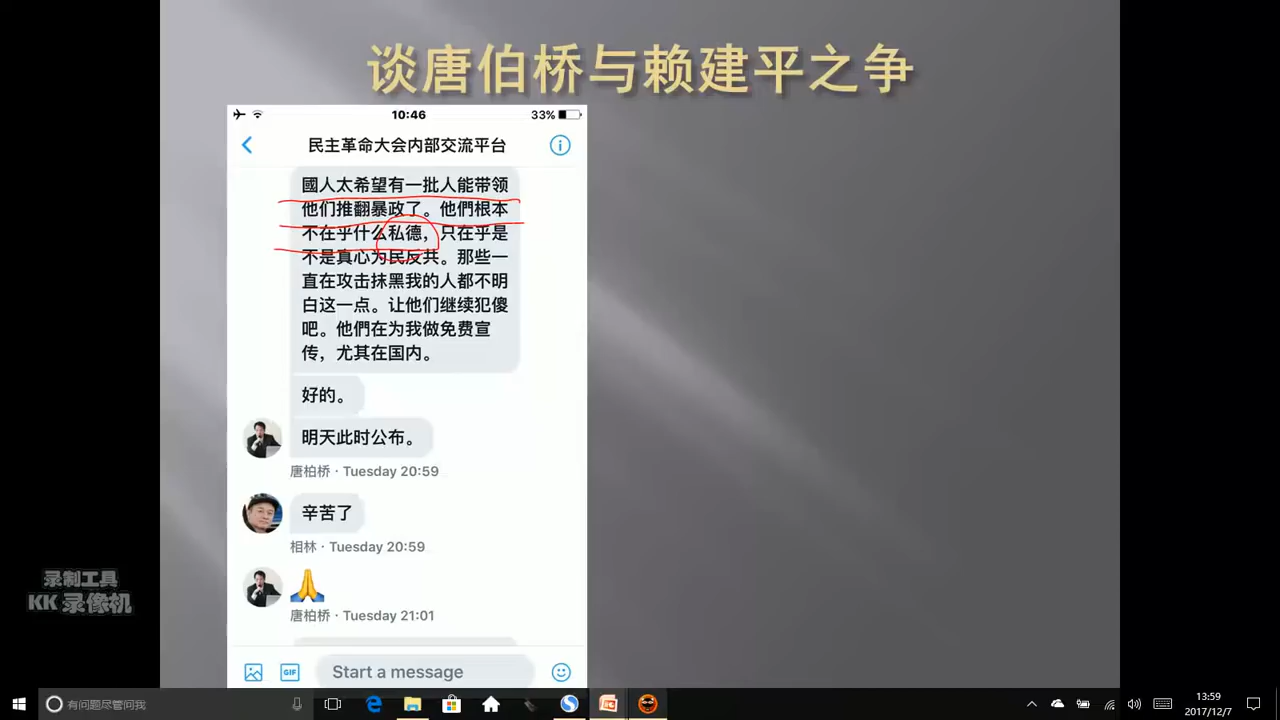 谈唐伯桥与赖建平之争
10:46
33%
民主革命大会内部交流平台
國人太希望有一批人能带领
他们推翻暴政了。他們根本
不在乎什么私德，只在乎是
不是真心为民反共。那些一
直在攻击抹黑我的人都不明
白这一点。让他们继续犯傻
吧。他們在为我做免费宣
传，尤其在国内。
好的。
明天此时公布。
唐柏桥 · Tuesday 20:59
辛苦了
相林 · Tuesday 20:59
唐柏桥 · Tuesday 21:01
GIF
Start a message
录制工具
KK 录像机
有问题尽管问我
13:59
2017/12/7